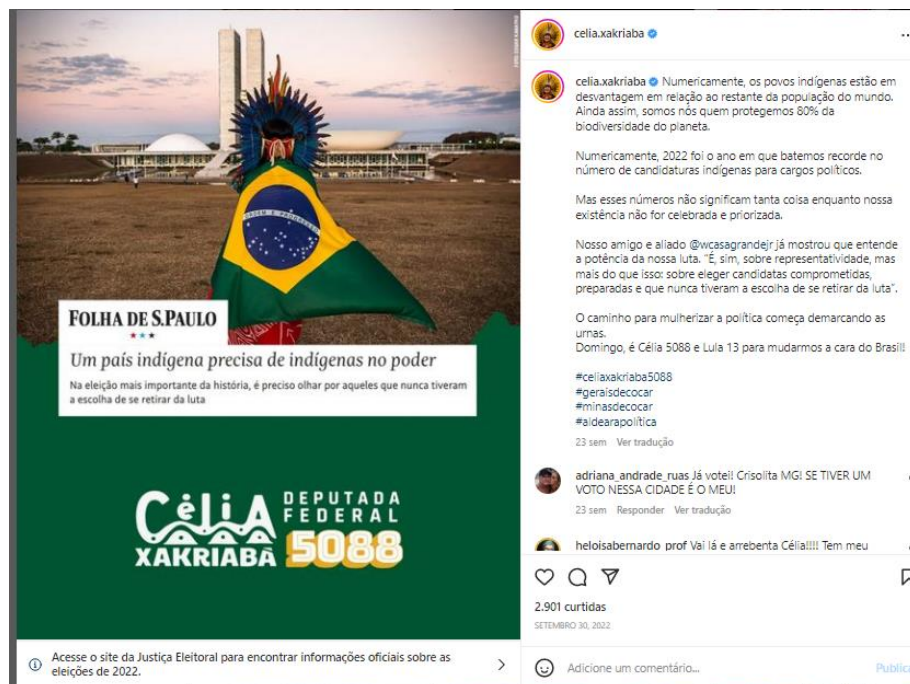 ORDEM E PROGRESSO
FOLHA DE S.PAULO
Um país indígena precisa de indígenas no poder
Na eleição mais importante da história, é preciso olhar por aqueles que nunca tiveram
a escolha de se retirar da luta
CéliA
XAKRIABÁ
DEPUTADA
FEDERAL
5088
Acesse o site da Justiça Eleitoral para encontrar informações oficiais sobre as
eleições de 2022.
celia.xakriaba
celia.xakriaba Numericamente, os povos indígenas estão em
desvantagem em relação ao restante da população do mundo.
Ainda assim, somos nós quem protegemos 80% da
biodiversidade do planeta.
Numericamente, 2022 foi o ano em que batemos recorde no
número de candidaturas indígenas para cargos políticos.
Mas esses números não significam tanta coisa enquanto nossa
existência não for celebrada e priorizada.
Nosso amigo e aliado @wcasagrandejr já mostrou que entende
a potência da nossa luta. “É, sim, sobre representatividade, mas
mais do que isso: sobre eleger candidatas comprometidas,
preparadas e que nunca tiveram a escolha de se retirar da luta”.
O caminho para mulherizar a política começa demarcando as
urnas.
Domingo, é Célia 5088 e Lula 13 para mudarmos a cara do Brasil!
#celiaxakriaba5088
#geraisdecocar
#minasdecocar
#aldearapolítica
23 sem Ver tradução
adriana_andrade_ruas Já votei! Crisolita MG! SE TIVER UM
VOTO NESSA CIDADE É O MEU!
23 sem Responder Ver tradução
heloisabernardo_prof Vai lá e arrebenta Célia!!!! Tem meu
2.901 curtidas
SETEMBRO 30, 2022
Adicione um comentário...
Publica